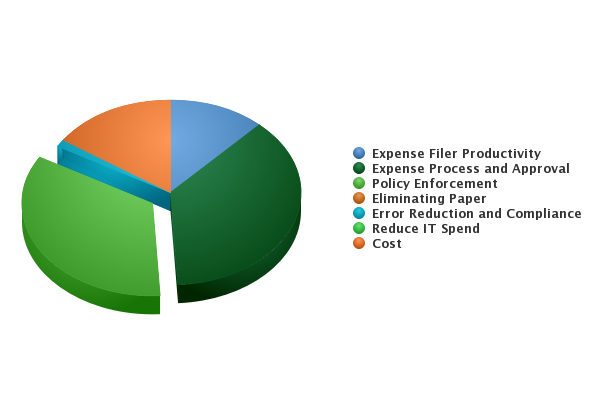 Expense Filer Productivity
Expense Process and Approval
Policy Enforcement
Eliminating Paper
Error Reduction and Compliance
Reduce IT Spend
Cost